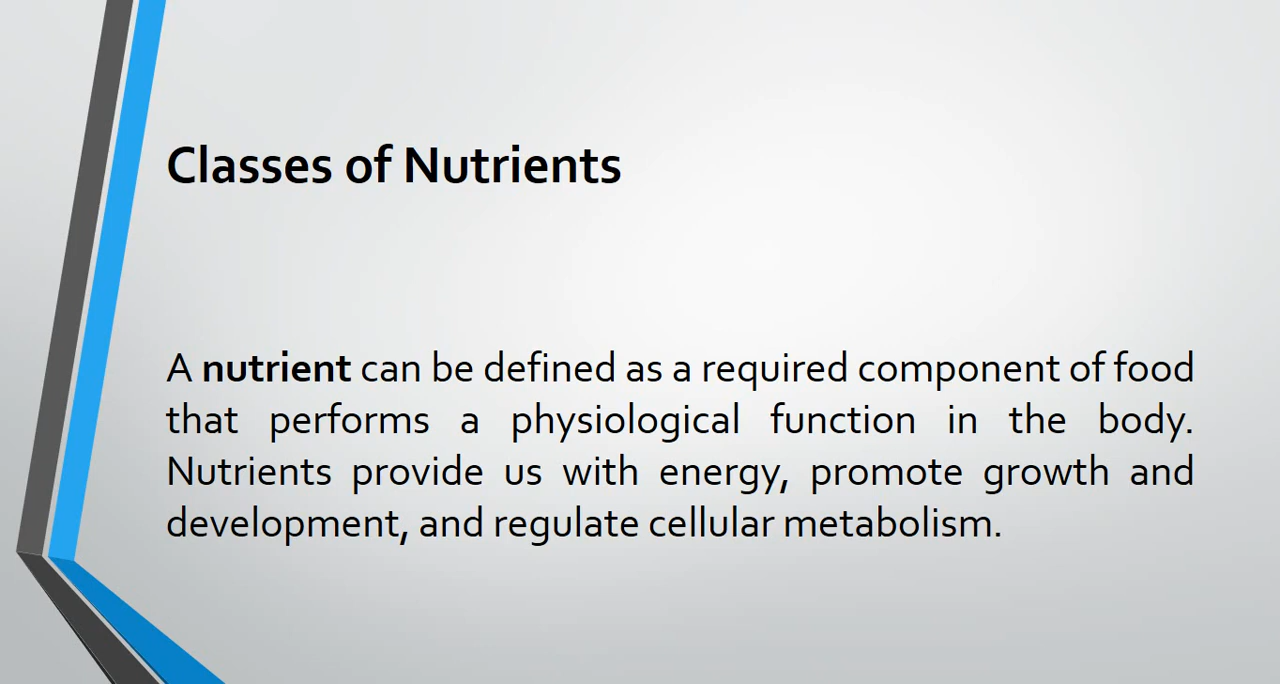 Classes of Nutrients
A nutrient can be defined as a required component of food
that performs a physiological function in the body.
Nutrients provide us with energy, promote growth and
development, and regulate cellular metabolism.